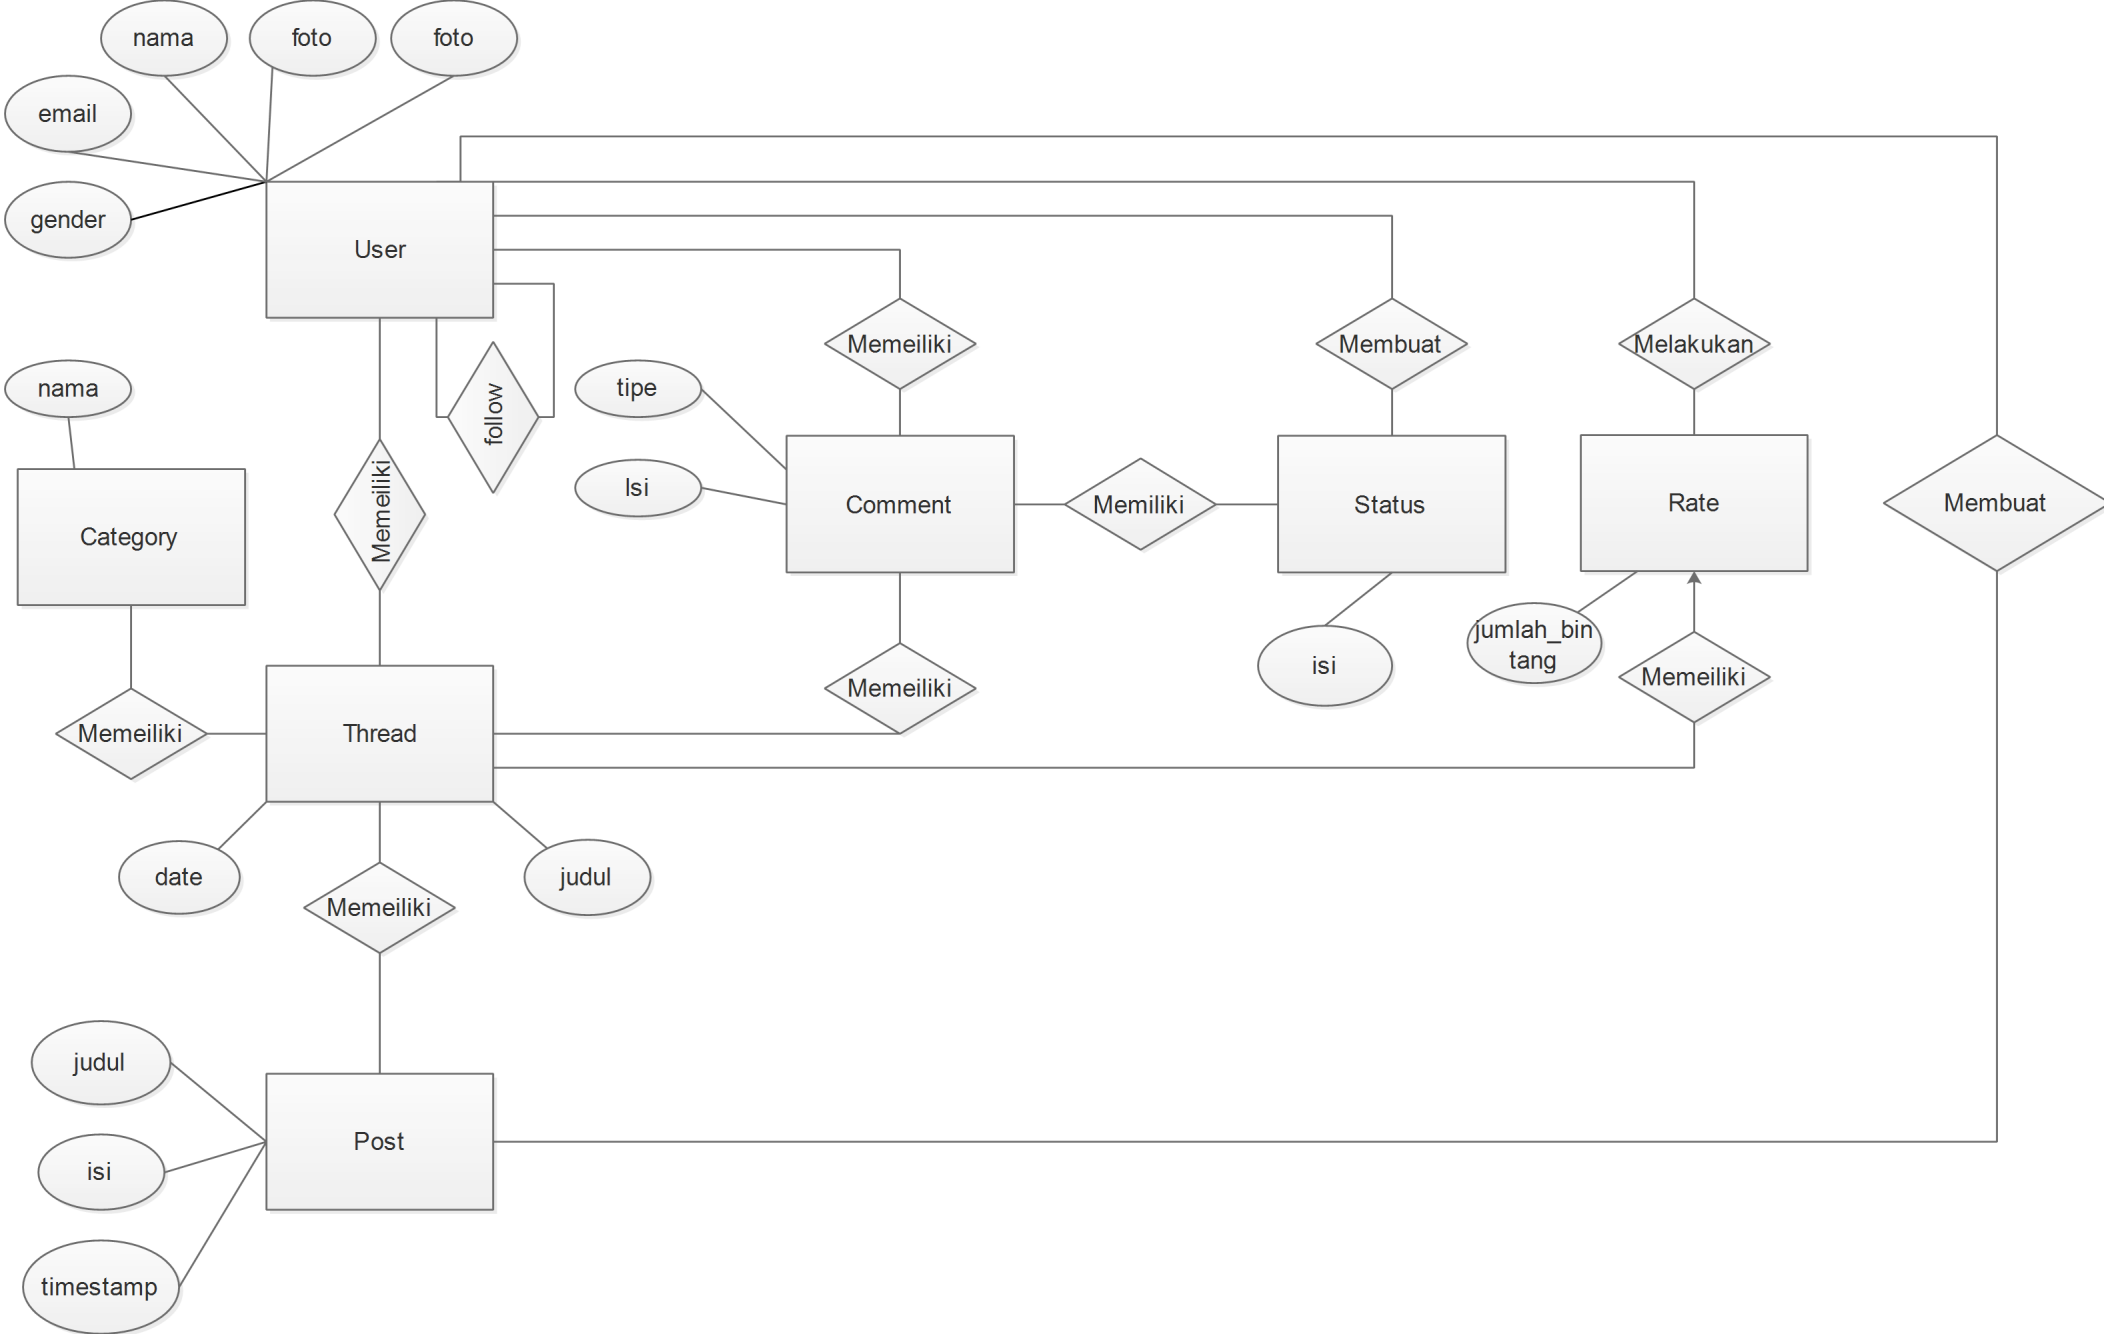 nama
foto
foto
email
gender
User
Memeiliki
Membuat
Melakukan
nama
tipe
follow
Memeiliki
lsi
Category
Comment
Memiliki
Status
Rate
Membuat
jumlah_bin
tang
isi
Memeiliki
Memeiliki
Memeiliki
Thread
date
judul
Memeiliki
judul
Post
isi
timestamp